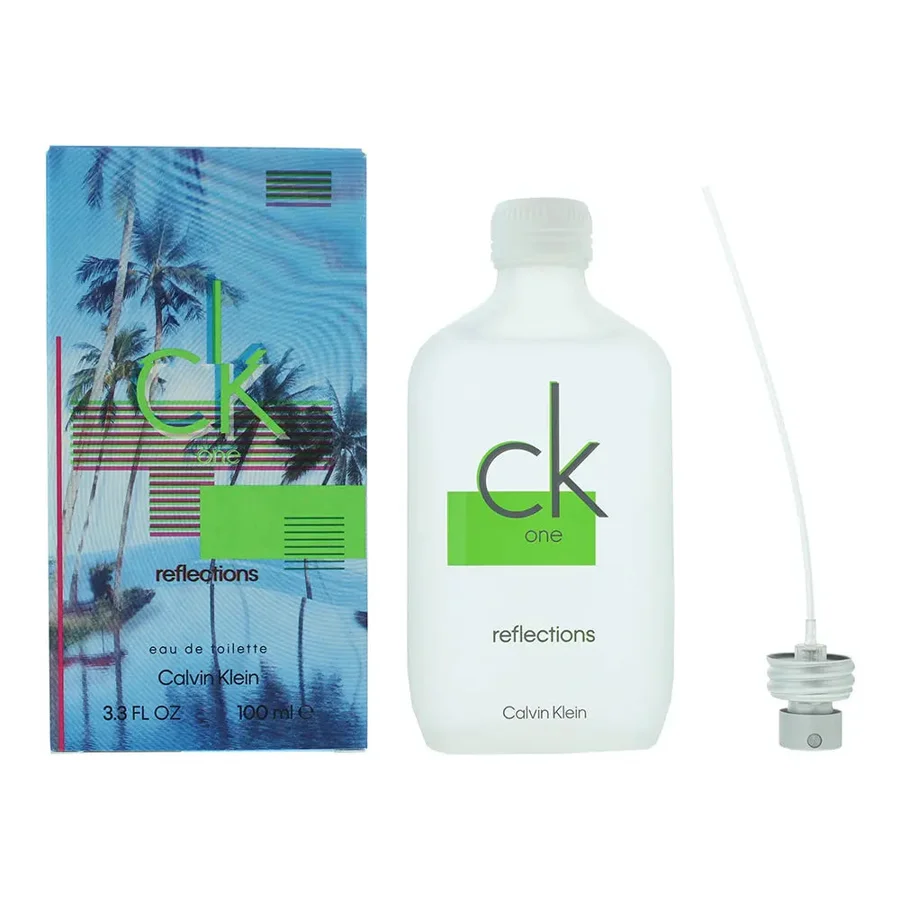 ck
one
reflections
eau de toilette
Calvin Klein
3.3 FL OZ 100 ml e
ck
one
reflections
Calvin Klein